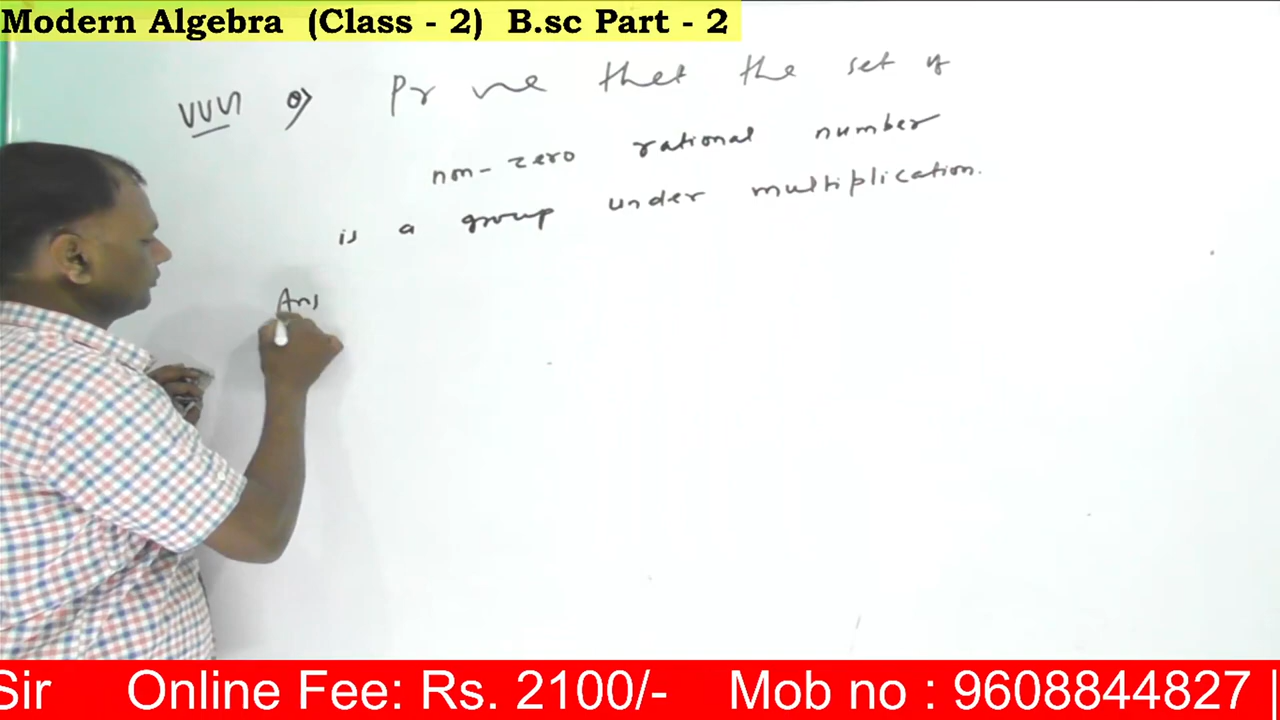 Modern Algebra (Class - 2) B.sc Part - 2
VVVI Q> Prove that the set of
non-zero rational number
is a group under multiplication.
Ans
Sir Online Fee: Rs. 2100/- Mob no : 9608844827 |